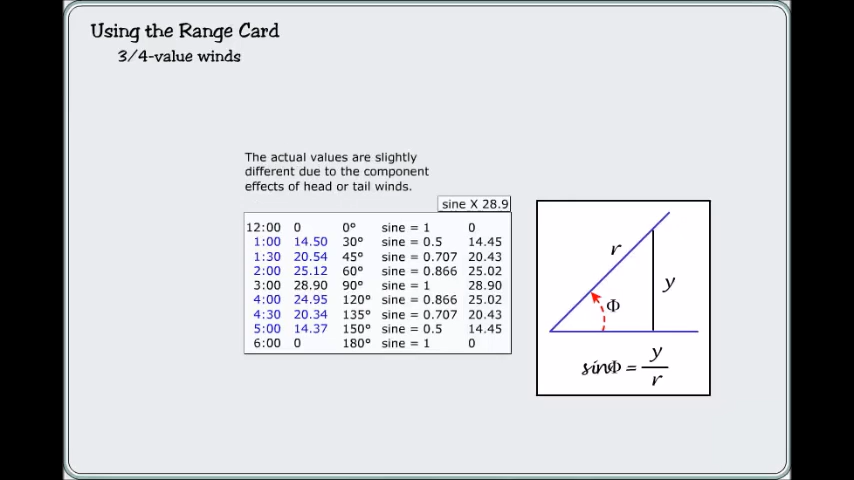 Using the Range Card
3/4-value winds
The actual values are slightly
different due to the component
effects of head or tail winds.
sine X 28.9
12:00 0 0° sine = 1 0
1:00 14.50 30° sine = 0.5 14.45
1:30 20.54 45° sine = 0.707 20.43
2:00 25.12 60° sine = 0.866 25.02
3:00 28.90 90° sine = 1 28.90
4:00 24.95 120° sine = 0.866 25.02
4:30 20.34 135° sine = 0.707 20.43
5:00 14.37 150° sine = 0.5 14.45
6:00 0 180° sine = 1 0
r
y
Φ
sinΦ = y/r